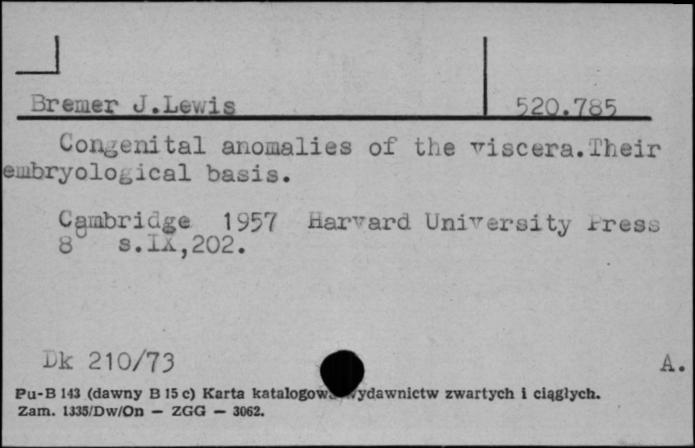 Bremer J.Lewis 520.785
Congenital anomalies of the viscera.Their
embryological basis.
Cambridge 1957 Harvard University Press
8° s.IX,202.
Dk 210/73 A.
Pu-B 143 (dawny B 15 c) Karta katalogowa wydawnictw zwartych i ciągłych.
Zam. 1335/Dw/On — ZGG — 3062.